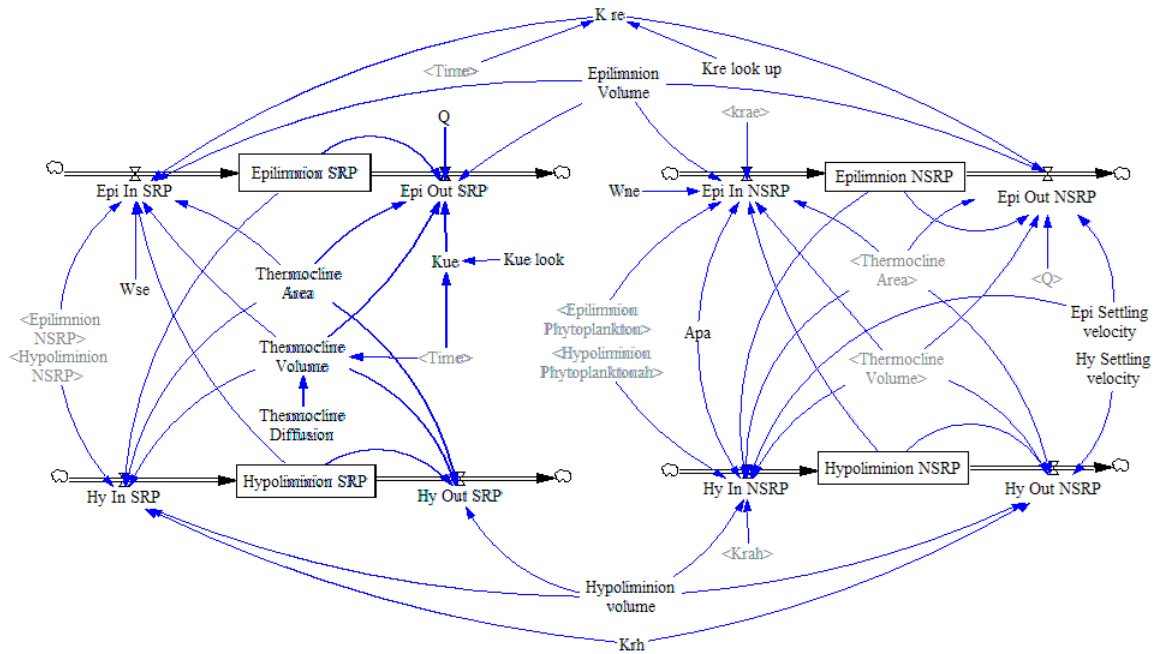 K re
<Time>
Kre look up
Epilimnion
Volume
<krae>
Q
Epilimnion SRP
Epilimnion NSRP
Epi In SRP
Epi Out SRP
Wne
Epi In NSRP
Epi Out NSRP
Kue
Kue look
Wse
Thermocline
Area
<Thermocline
Area>
<Q>
<Epilimnion
NSRP>
<Hypoliminion
NSRP>
<Epilimnion
Phytoplankton>
<Hypoliminion
Phytoplanktonah>
Apa
Epi Settling
velocity
Hy Settling
velocity
Thermocline
Volume
<Time>
<Thermocline
Volume>
Thermocline
Diffusion
Hypoliminion SRP
Hypoliminion NSRP
Hy In SRP
Hy Out SRP
Hy In NSRP
Hy Out NSRP
<Krah>
Hypoliminion
volume
Krh